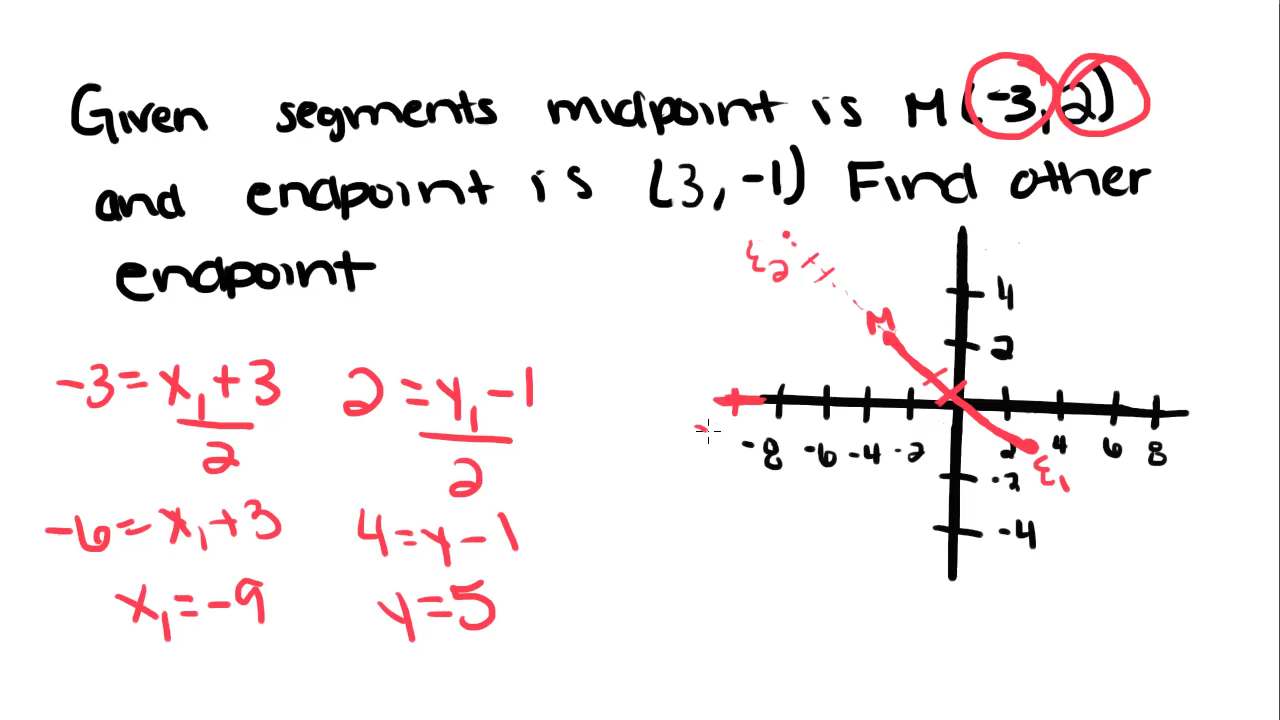 Given segments midpoint is M(-3, 2)
and endpoint is (3, -1) Find other
endpoint
-3 = x₁ + 3 / 2
2 = y₁ - 1 / 2
-6 = x₁ + 3
4 = y - 1
x₁ = -9
y = 5
ξ₂
M
4
2
-8 -6 -4 -2 2 4 6 8
ξ₁
-2
-4